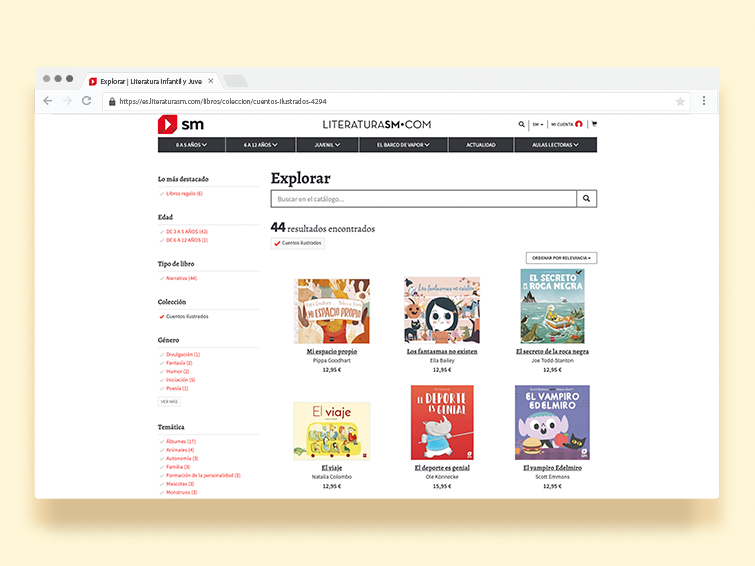 Explorar | Literatura Infantil y Juve
https://es.literaturasm.com/libros/coleccion/cuentos-ilustrados-4294
sm
LITERATURASM•COM
SM
MI CUENTA
0 A 5 AÑOS
6 A 12 AÑOS
JUVENIL
EL BARCO DE VAPOR
ACTUALIDAD
AULAS LECTORAS
Lo más destacado
Libros regalo (6)
Edad
DE 3 A 5 AÑOS (43)
DE 6 A 12 AÑOS (1)
Tipo de libro
Narrativa (44)
Colección
Cuentos ilustrados
Género
Divulgación (1)
Fantasía (2)
Humor (2)
Iniciación (5)
Poesía (1)
VER MÁS
Temática
Álbumes (17)
Animales (4)
Autonomía (3)
Familia (3)
Formación de la personalidad (2)
Mascotas (3)
Monstruos (3)
Explorar
Buscar en el catálogo...
44 resultados encontrados
Cuentos ilustrados
ORDENAR POR RELEVANCIA
MI ESPACIO PROPIO
Mi espacio propio
Pippa Goodhart
12,95 €
Los fantasmas no existen
Los fantasmas no existen
Ella Bailey
12,95 €
EL SECRETO
DE LA
ROCA NEGRA
El secreto de la roca negra
Joe Todd-Stanton
12,95 €
El viaje
El viaje
Natalia Colombo
12,95 €
EL DEPORTE
ES GENIAL
El deporte es genial
Ole Könnecke
15,95 €
EL VAMPIRO
EDELMIRO
El vampiro Edelmiro
Scott Emmons
12,95 €